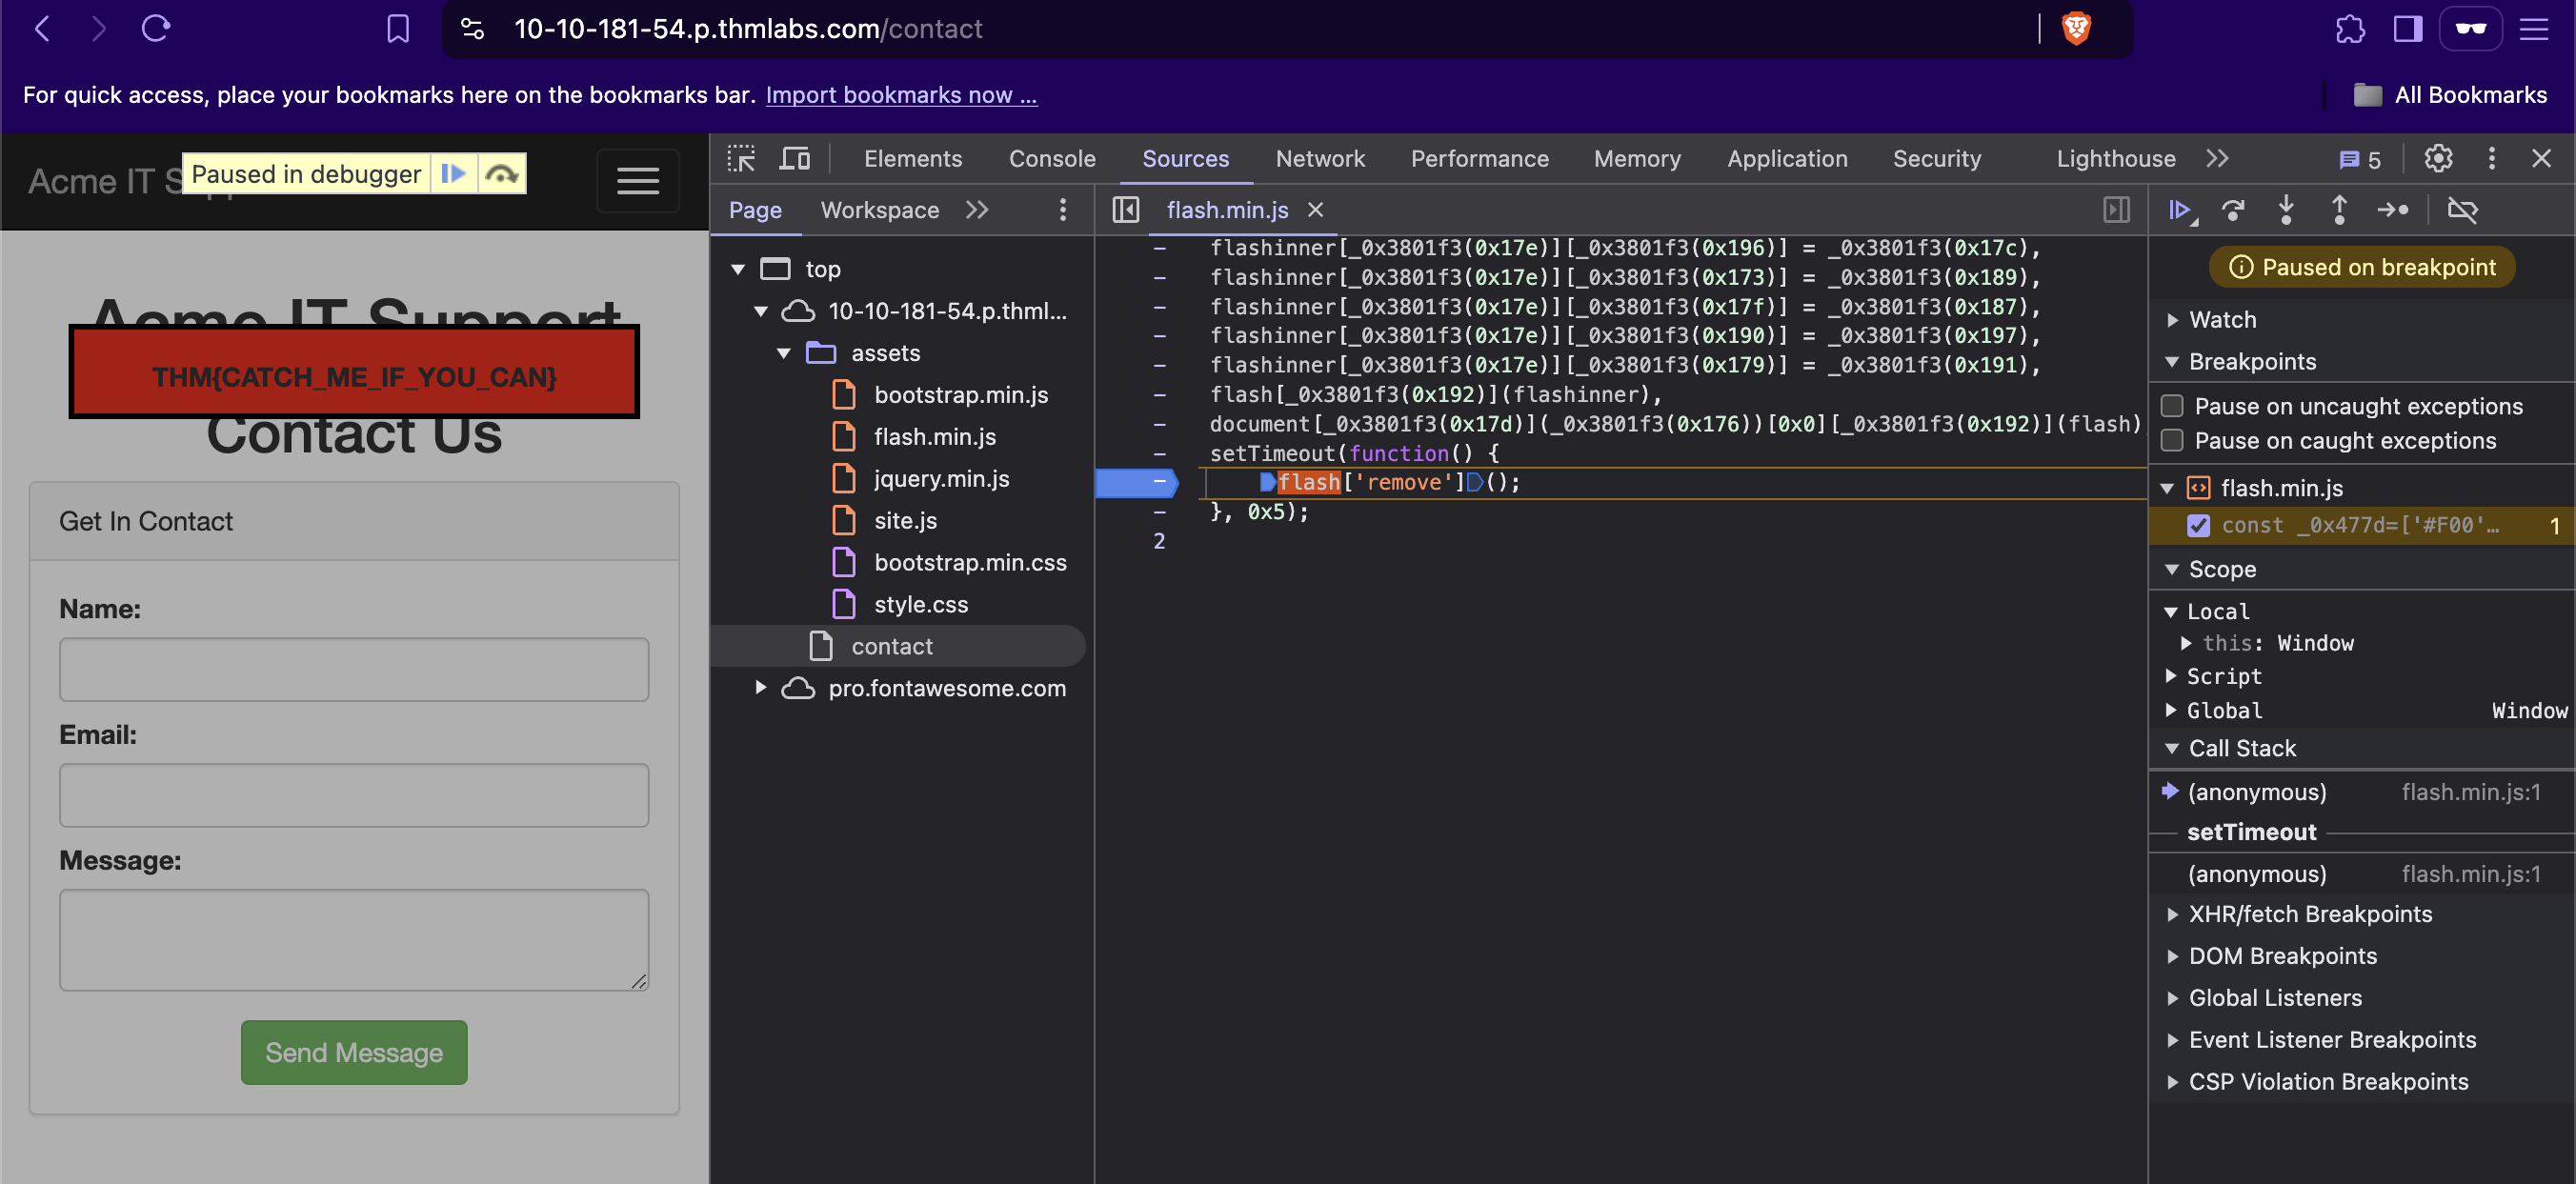 10-10-181-54.p.thmlabs.com/contact
For quick access, place your bookmarks here on the bookmarks bar. Import bookmarks now ...
All Bookmarks
Acme IT
Paused in debugger
Acme IT Support
THM{CATCH_ME_IF_YOU_CAN}
Contact Us
Get In Contact
Name:
Email:
Message:
Send Message
Elements Console Sources Network Performance Memory Application Security Lighthouse 5
Page Workspace
top
10-10-181-54.p.thml...
assets
bootstrap.min.js
flash.min.js
jquery.min.js
site.js
bootstrap.min.css
style.css
contact
pro.fontawesome.com
flash.min.js
- flashinner[_0x3801f3(0x17e)][_0x3801f3(0x196)] = _0x3801f3(0x17c),
- flashinner[_0x3801f3(0x17e)][_0x3801f3(0x173)] = _0x3801f3(0x189),
- flashinner[_0x3801f3(0x17e)][_0x3801f3(0x17f)] = _0x3801f3(0x187),
- flashinner[_0x3801f3(0x17e)][_0x3801f3(0x190)] = _0x3801f3(0x197),
- flashinner[_0x3801f3(0x17e)][_0x3801f3(0x179)] = _0x3801f3(0x191),
- flash[_0x3801f3(0x192)](flashinner),
- document[_0x3801f3(0x17d)](_0x3801f3(0x176))[0x0][_0x3801f3(0x192)](flash)
- setTimeout(function() {
- flash['remove']();
- }, 0x5);
2
Paused on breakpoint
Watch
Breakpoints
Pause on uncaught exceptions
Pause on caught exceptions
flash.min.js
const _0x477d=['#F00'… 1
Scope
Local
this: Window
Script
Global Window
Call Stack
(anonymous) flash.min.js:1
setTimeout
(anonymous) flash.min.js:1
XHR/fetch Breakpoints
DOM Breakpoints
Global Listeners
Event Listener Breakpoints
CSP Violation Breakpoints